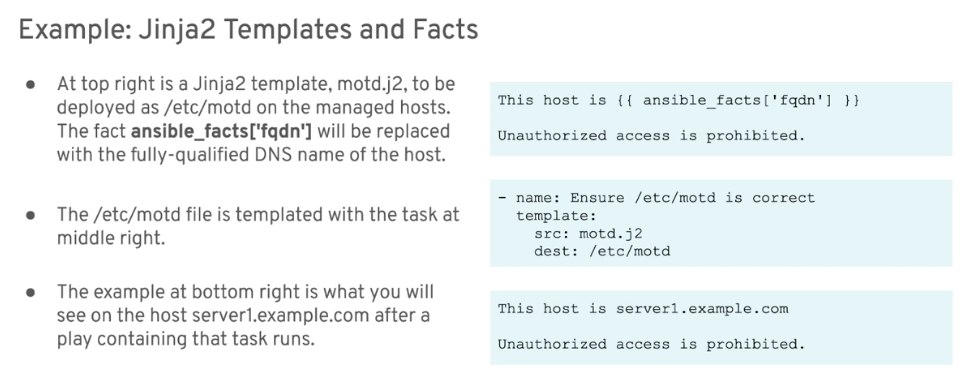 Example: Jinja2 Templates and Facts
● At top right is a Jinja2 template, motd.j2, to be
deployed as /etc/motd on the managed hosts.
The fact ansible_facts['fqdn'] will be replaced
with the fully-qualified DNS name of the host.
● The /etc/motd file is templated with the task at
middle right.
● The example at bottom right is what you will
see on the host server1.example.com after a
play containing that task runs.
This host is {{ ansible_facts['fqdn'] }}
Unauthorized access is prohibited.
- name: Ensure /etc/motd is correct
  template:
    src: motd.j2
    dest: /etc/motd
This host is server1.example.com
Unauthorized access is prohibited.